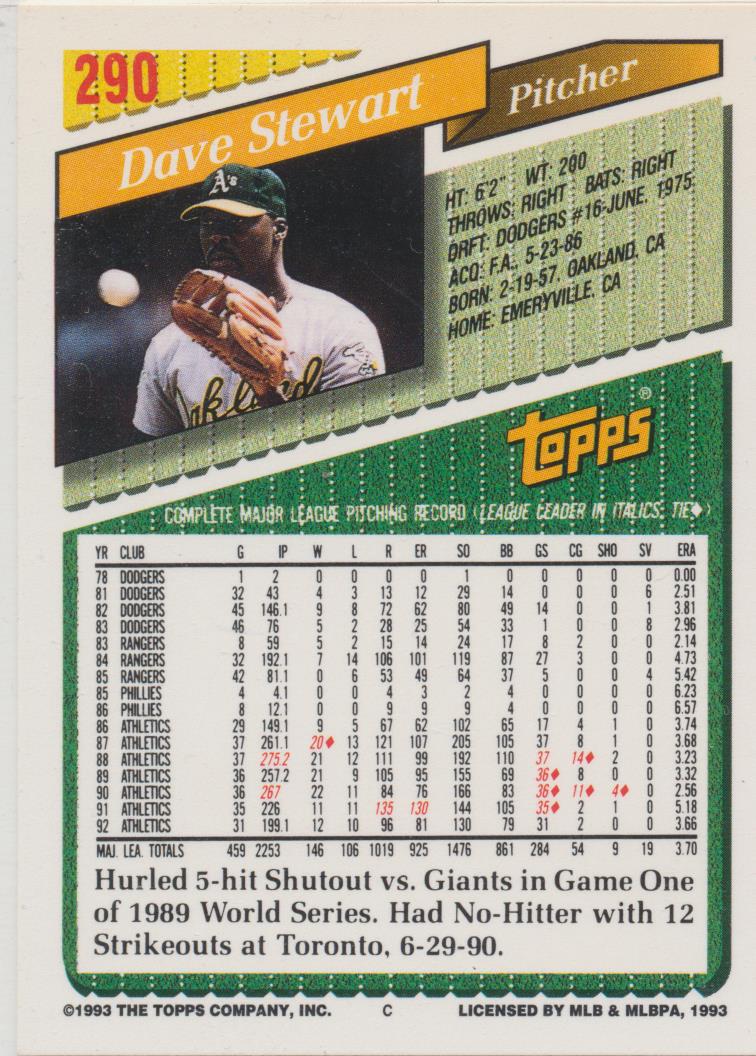 290
Dave Stewart
Pitcher
A's
Oakland
HT: 6'2" WT: 200
THROWS: RIGHT BATS: RIGHT
DRFT: DODGERS #16-JUNE, 1975
ACQ: F.A., 5-23-86
BORN: 2-19-57, OAKLAND, CA
HOME: EMERYVILLE, CA
topps®
COMPLETE MAJOR LEAGUE PITCHING RECORD (LEAGUE LEADER IN ITALICS, TIE♦)
YR CLUB G IP W L R ER SO BB GS CG SHO SV ERA
78 DODGERS 1 2 0 0 0 0 1 0 0 0 0 0 0.00
81 DODGERS 32 43 4 3 13 12 29 14 0 0 0 6 2.51
82 DODGERS 45 146.1 9 8 72 62 80 49 14 0 0 1 3.81
83 DODGERS 46 76 5 2 28 25 54 33 1 0 0 8 2.96
83 RANGERS 8 59 5 2 15 14 24 17 8 2 0 0 2.14
84 RANGERS 32 192.1 7 14 106 101 119 87 27 3 0 0 4.73
85 RANGERS 42 81.1 0 6 53 49 64 37 5 0 0 4 5.42
85 PHILLIES 4 4.1 0 0 4 3 2 4 0 0 0 0 6.23
86 PHILLIES 8 12.1 0 0 9 9 9 4 0 0 0 0 6.57
86 ATHLETICS 29 149.1 9 5 67 62 102 65 17 4 1 0 3.74
87 ATHLETICS 37 261.1 20♦ 13 121 107 205 105 37 8 1 0 3.68
88 ATHLETICS 37 275.2 21 12 111 99 192 110 37 14♦ 2 0 3.23
89 ATHLETICS 36 257.2 21 9 105 95 155 69 36♦ 8 0 0 3.32
90 ATHLETICS 36 267 22 11 84 76 166 83 36♦ 11♦ 4♦ 0 2.56
91 ATHLETICS 35 226 11 11 135 130 144 105 35♦ 2 1 0 5.18
92 ATHLETICS 31 199.1 12 10 96 81 130 79 31 2 0 0 3.66
MAJ. LEA. TOTALS 459 2253 146 106 1019 925 1476 861 284 54 9 19 3.70
Hurled 5-hit Shutout vs. Giants in Game One
of 1989 World Series. Had No-Hitter with 12
Strikeouts at Toronto, 6-29-90.
©1993 THE TOPPS COMPANY, INC. C LICENSED BY MLB & MLBPA, 1993